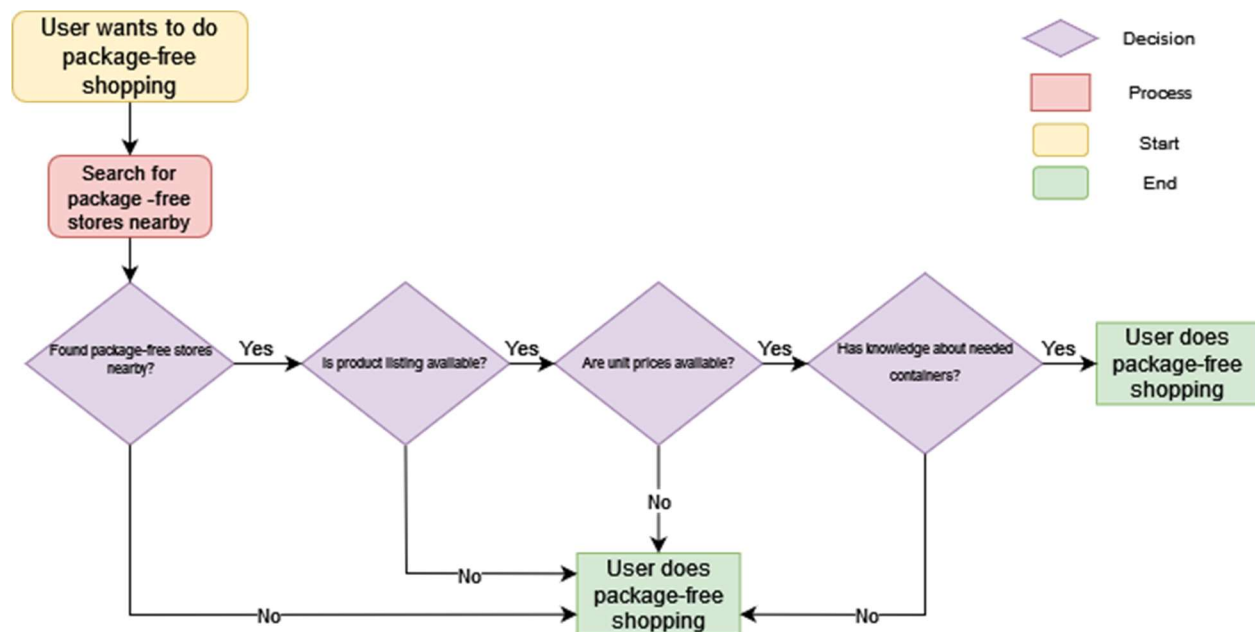 User wants to do
package-free
shopping
Decision
Process
Start
End
Search for
package -free
stores nearby
Found package-free stores
nearby?
Yes
Is product listing available?
Yes
Are unit prices available?
Yes
Has knowledge about needed
containers?
Yes
User does
package-free
shopping
No
No
No
No
User does
package-free
shopping